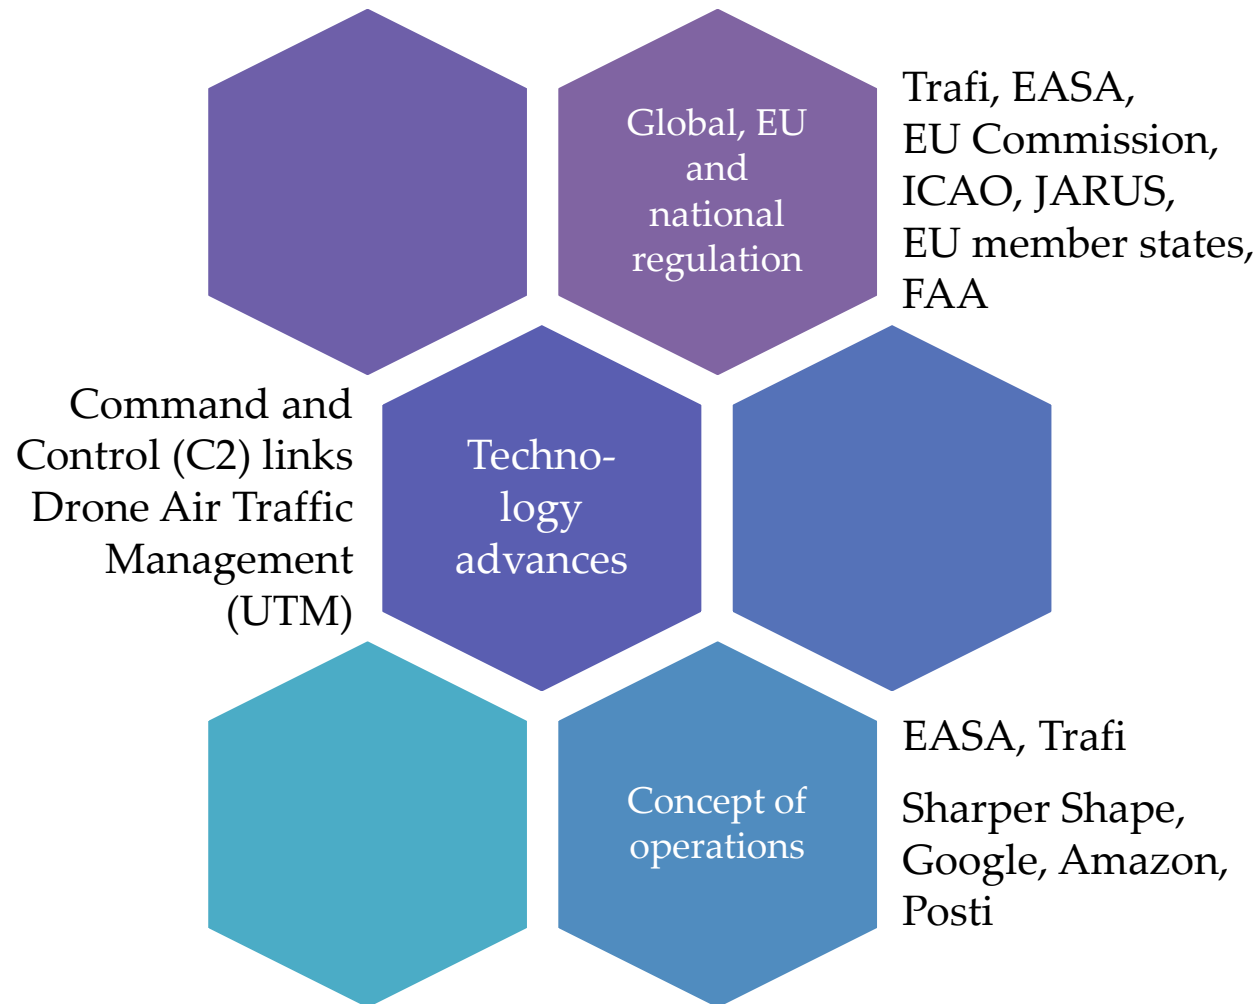 Global, EU
and
national
regulation
Trafi, EASA,
EU Commission,
ICAO, JARUS,
EU member states,
FAA
Command and
Control (C2) links
Drone Air Traffic
Management
(UTM)
Techno-
logy
advances
Concept of
operations
EASA, Trafi
Sharper Shape,
Google, Amazon,
Posti